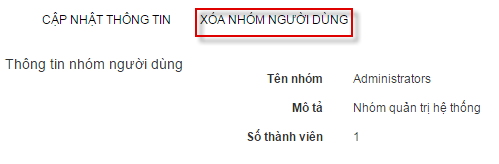 CẬP NHẬT THÔNG TIN XÓA NHÓM NGƯỜI DÙNG
Thông tin nhóm người dùng
Tên nhóm Administrators
Mô tả Nhóm quản trị hệ thống
Số thành viên 1